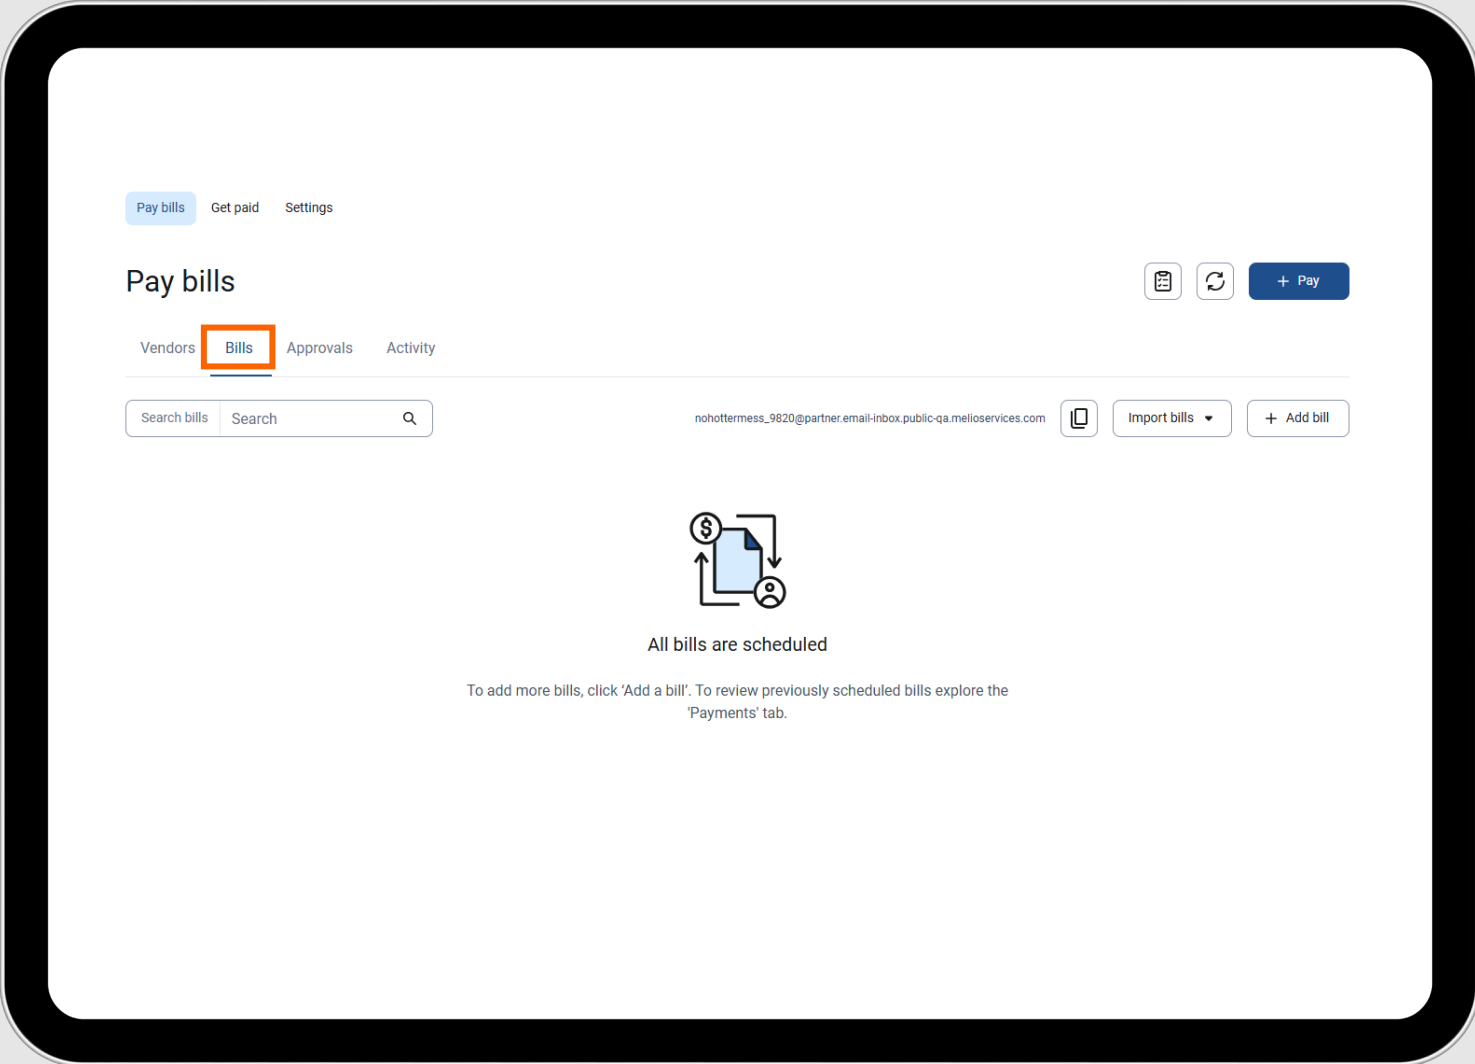 Pay bills Get paid Settings
Pay bills
+ Pay
Vendors Bills Approvals Activity
Search bills Search
nohottermess_9820@partner.email-inbox.public-qa.melioservices.com
Import bills
+ Add bill
$
All bills are scheduled
To add more bills, click ‘Add a bill’. To review previously scheduled bills explore the
'Payments' tab.